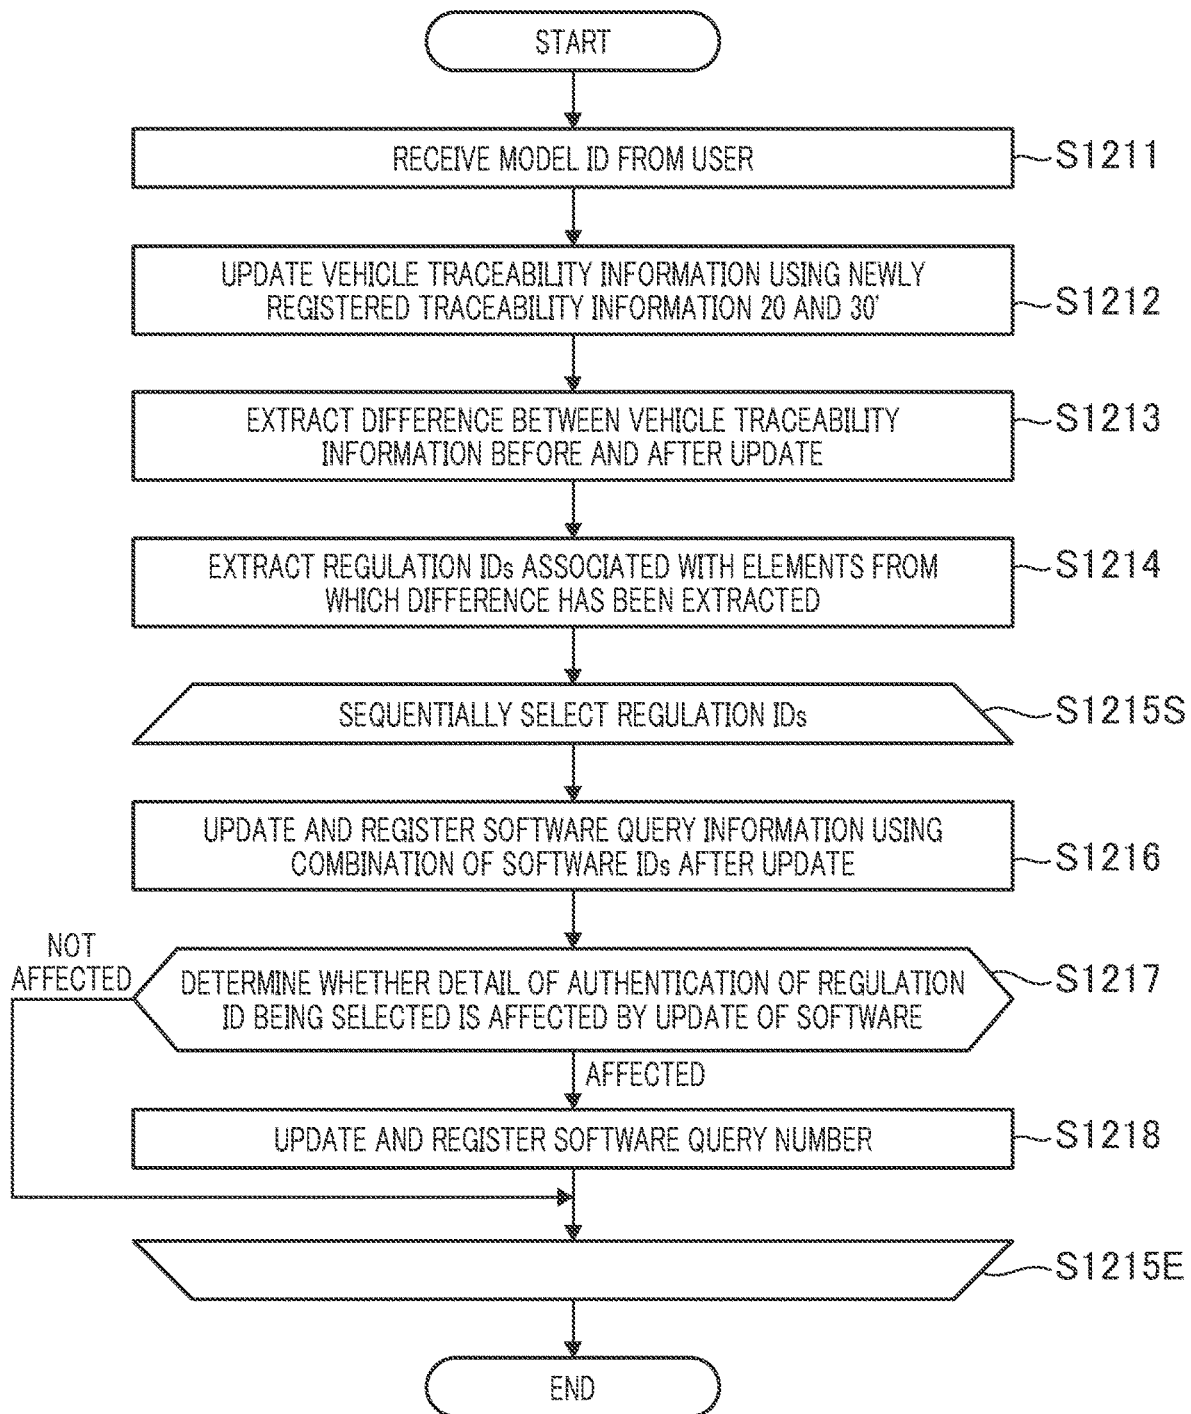 START
RECEIVE MODEL ID FROM USER
S1211
UPDATE VEHICLE TRACEABILITY INFORMATION USING NEWLY
REGISTERED TRACEABILITY INFORMATION 20 AND 30'
S1212
EXTRACT DIFFERENCE BETWEEN VEHICLE TRACEABILITY
INFORMATION BEFORE AND AFTER UPDATE
S1213
EXTRACT REGULATION IDs ASSOCIATED WITH ELEMENTS FROM
WHICH DIFFERENCE HAS BEEN EXTRACTED
S1214
SEQUENTIALLY SELECT REGULATION IDs
S1215S
UPDATE AND REGISTER SOFTWARE QUERY INFORMATION USING
COMBINATION OF SOFTWARE IDs AFTER UPDATE
S1216
NOT
AFFECTED
DETERMINE WHETHER DETAIL OF AUTHENTICATION OF REGULATION
ID BEING SELECTED IS AFFECTED BY UPDATE OF SOFTWARE
S1217
AFFECTED
UPDATE AND REGISTER SOFTWARE QUERY NUMBER
S1218
S1215E
END